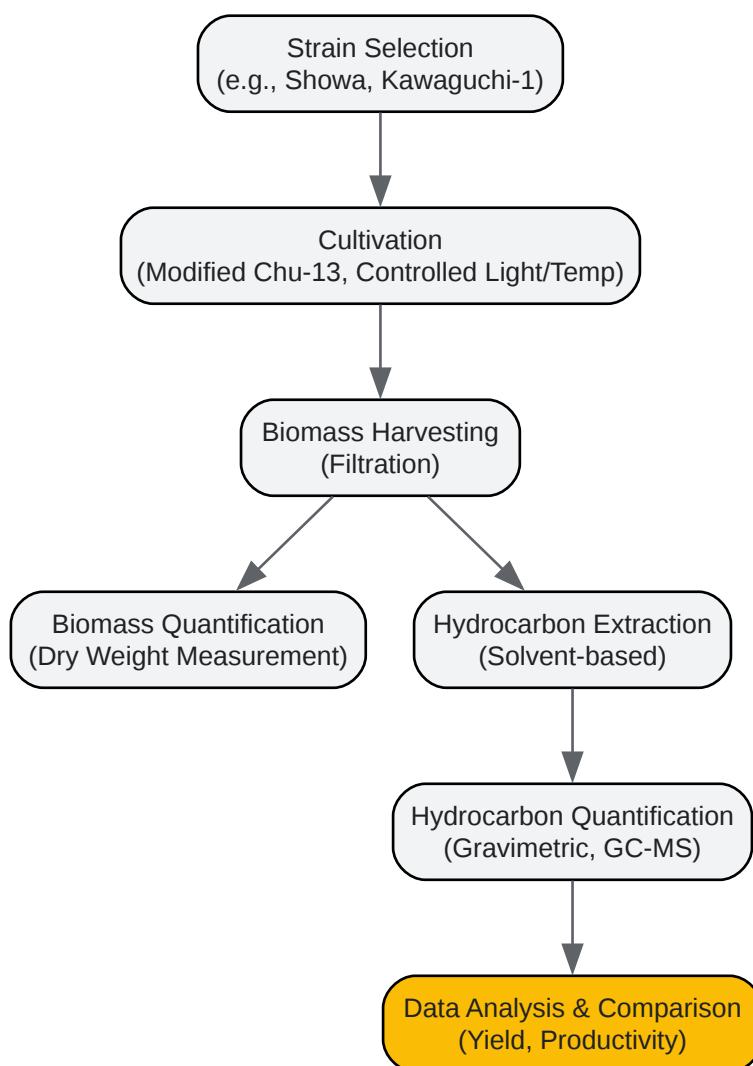 Strain Selection
(e.g., Showa, Kawaguchi-1)
Cultivation
(Modified Chu-13, Controlled Light/Temp)
Biomass Harvesting
(Filtration)
Biomass Quantification
(Dry Weight Measurement)
Hydrocarbon Extraction
(Solvent-based)
Hydrocarbon Quantification
(Gravimetric, GC-MS)
Data Analysis & Comparison
(Yield, Productivity)